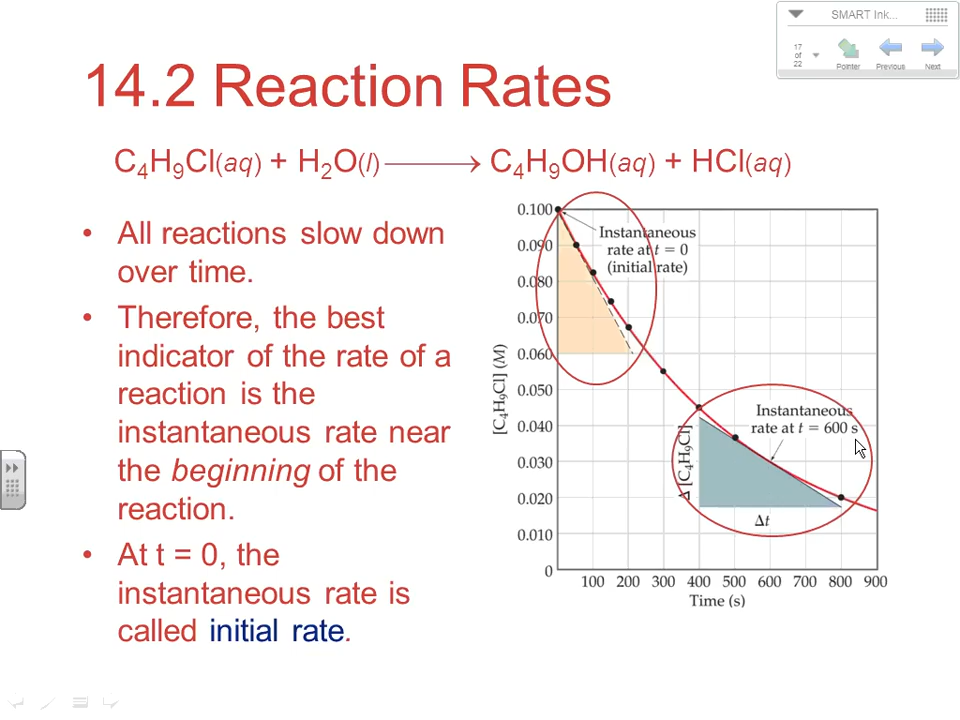 SMART Ink...
17
of
22
Pointer
Previous
Next
14.2 Reaction Rates
C₄H₉Cl(aq) + H₂O(l) ⟶ C₄H₉OH(aq) + HCl(aq)
• All reactions slow down
over time.
• Therefore, the best
indicator of the rate of a
reaction is the
instantaneous rate near
the beginning of the
reaction.
• At t = 0, the
instantaneous rate is
called initial rate.
0.100
0.090
0.080
0.070
0.060
0.050
0.040
0.030
0.020
0.010
0
[C₄H₉Cl] (M)
Instantaneous
rate at t = 0
(initial rate)
Instantaneous
rate at t = 600 s
Δ [C₄H₉Cl]
Δt
100 200 300 400 500 600 700 800 900
Time (s)